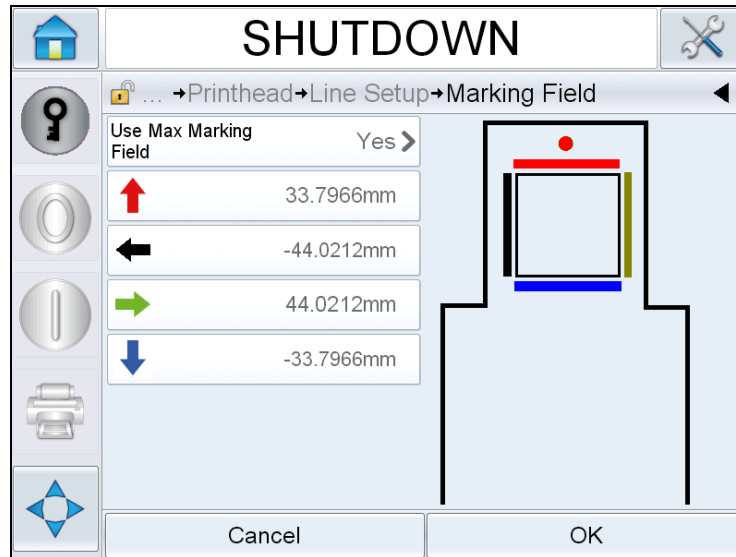 SHUTDOWN
... →Printhead→Line Setup→Marking Field
Use Max Marking
Field
Yes
33.7966mm
-44.0212mm
44.0212mm
-33.7966mm
Cancel
OK